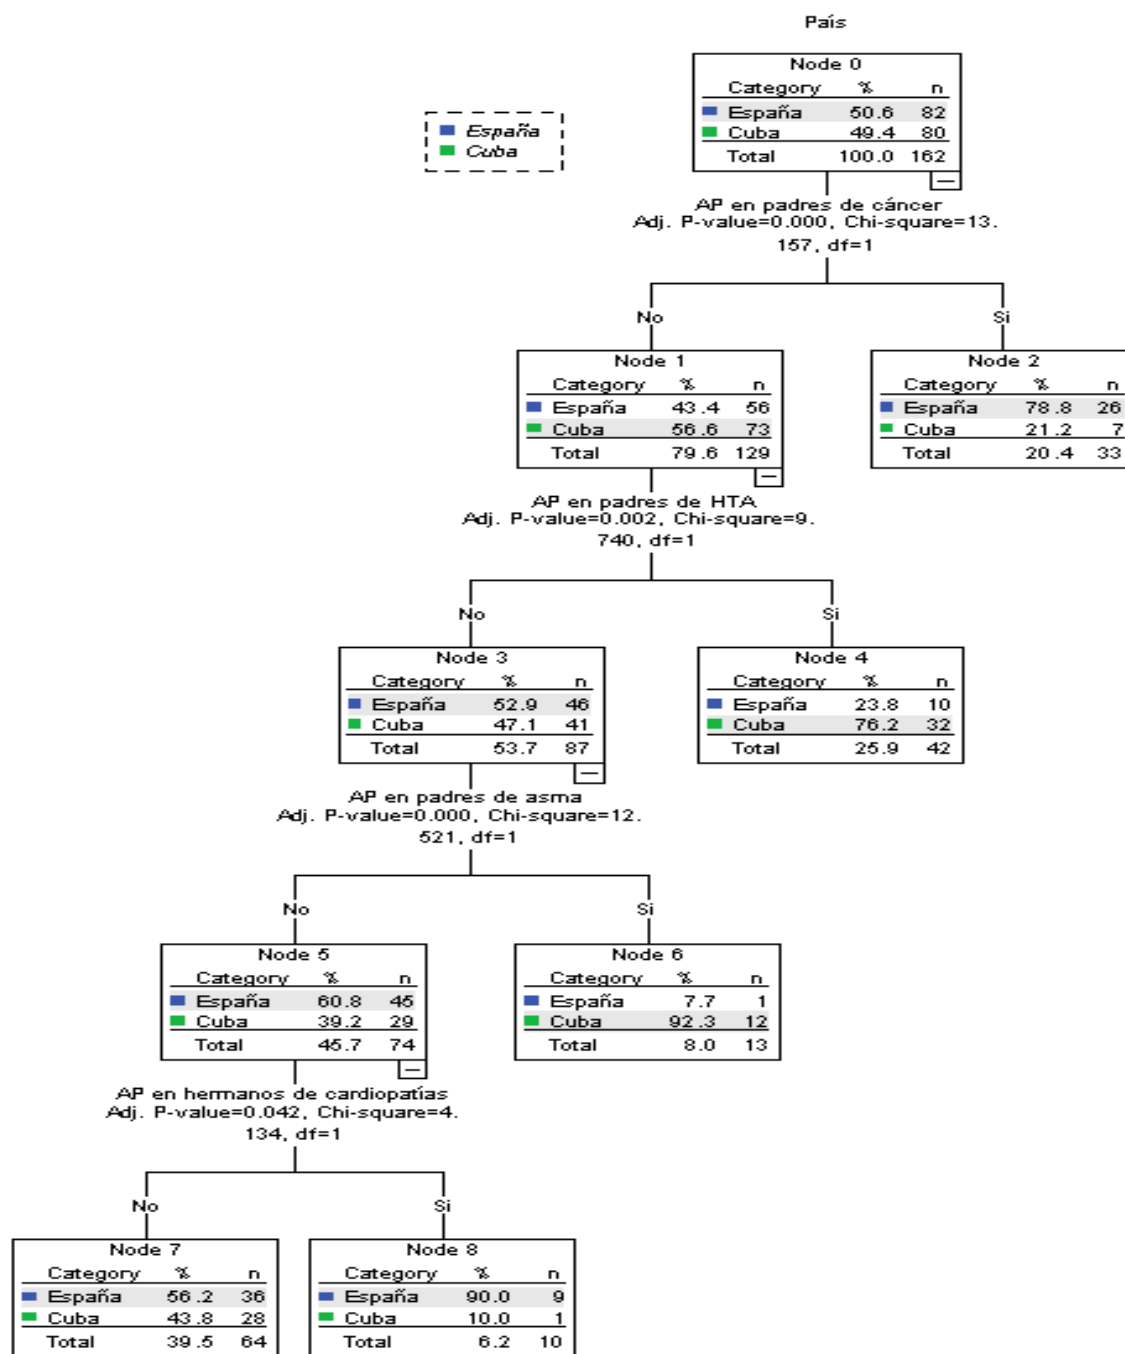 País
Node 0
Category % n
España 50.6 82
Cuba 49.4 80
Total 100.0 162
España
Cuba
AP en padres de cáncer
Adj. P-value=0.000, Chi-square=13.
157, df=1
No
Si
Node 1
Category % n
España 43.4 56
Cuba 56.6 73
Total 79.6 129
Node 2
Category % n
España 78.8 26
Cuba 21.2 7
Total 20.4 33
AP en padres de HTA
Adj. P-value=0.002, Chi-square=9.
740, df=1
No
Si
Node 3
Category % n
España 52.9 46
Cuba 47.1 41
Total 53.7 87
Node 4
Category % n
España 23.8 10
Cuba 76.2 32
Total 25.9 42
AP en padres de asma
Adj. P-value=0.000, Chi-square=12.
521, df=1
No
Si
Node 5
Category % n
España 60.8 45
Cuba 39.2 29
Total 45.7 74
Node 6
Category % n
España 7.7 1
Cuba 92.3 12
Total 8.0 13
AP en hermanos de cardiopatías
Adj. P-value=0.042, Chi-square=4.
134, df=1
No
Si
Node 7
Category % n
España 56.2 36
Cuba 43.8 28
Total 39.5 64
Node 8
Category % n
España 90.0 9
Cuba 10.0 1
Total 6.2 10